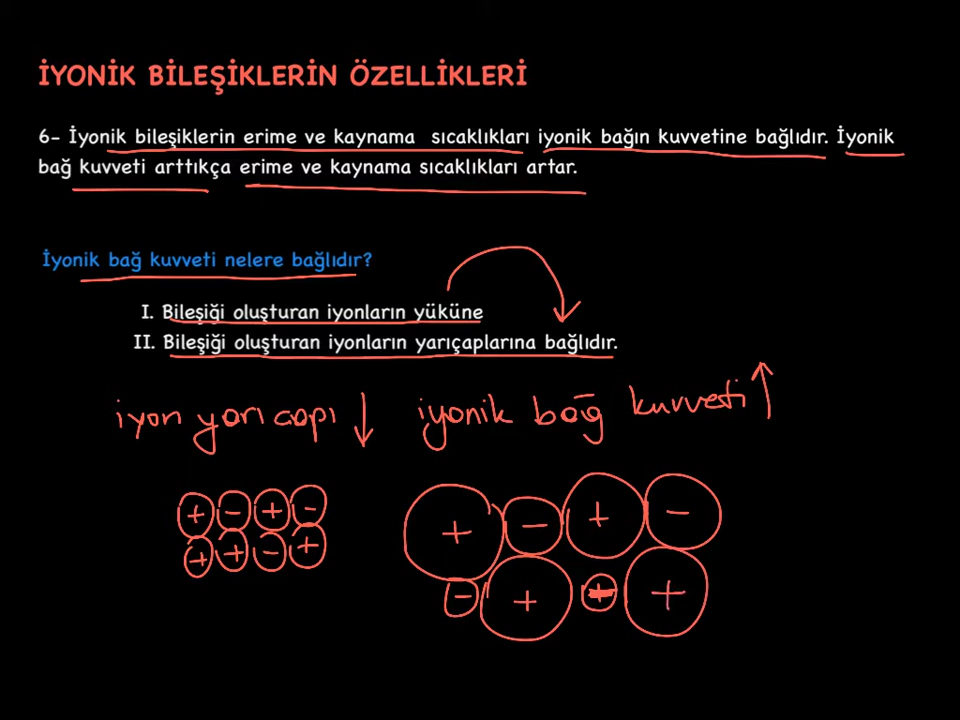 İYONİK BİLEŞİKLERİN ÖZELLİKLERİ
6- İyonik bileşiklerin erime ve kaynama sıcaklıkları iyonik bağın kuvvetine bağlıdır. İyonik
bağ kuvveti arttıkça erime ve kaynama sıcaklıkları artar.
İyonik bağ kuvveti nelere bağlıdır?
I. Bileşiği oluşturan iyonların yüküne
II. Bileşiği oluşturan iyonların yarıçaplarına bağlıdır.
iyon yarıçapı ↓ iyonik bağ kuvveti ↑
+ - + - + - + -
+ + - + - + + +